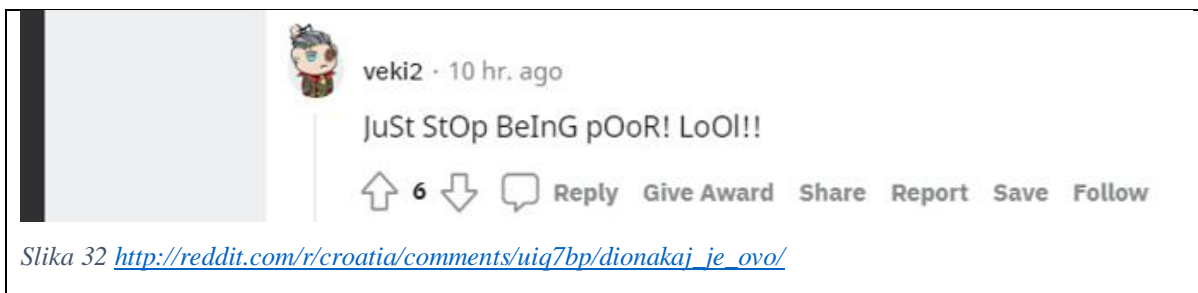 veki2 · 10 hr. ago
JuSt StOp BeInG pOoR! LoOl!!
6 Reply Give Award Share Report Save Follow
Slika 32 http://reddit.com/r/croatia/comments/uiq7bp/dionakaj_je_ovo/